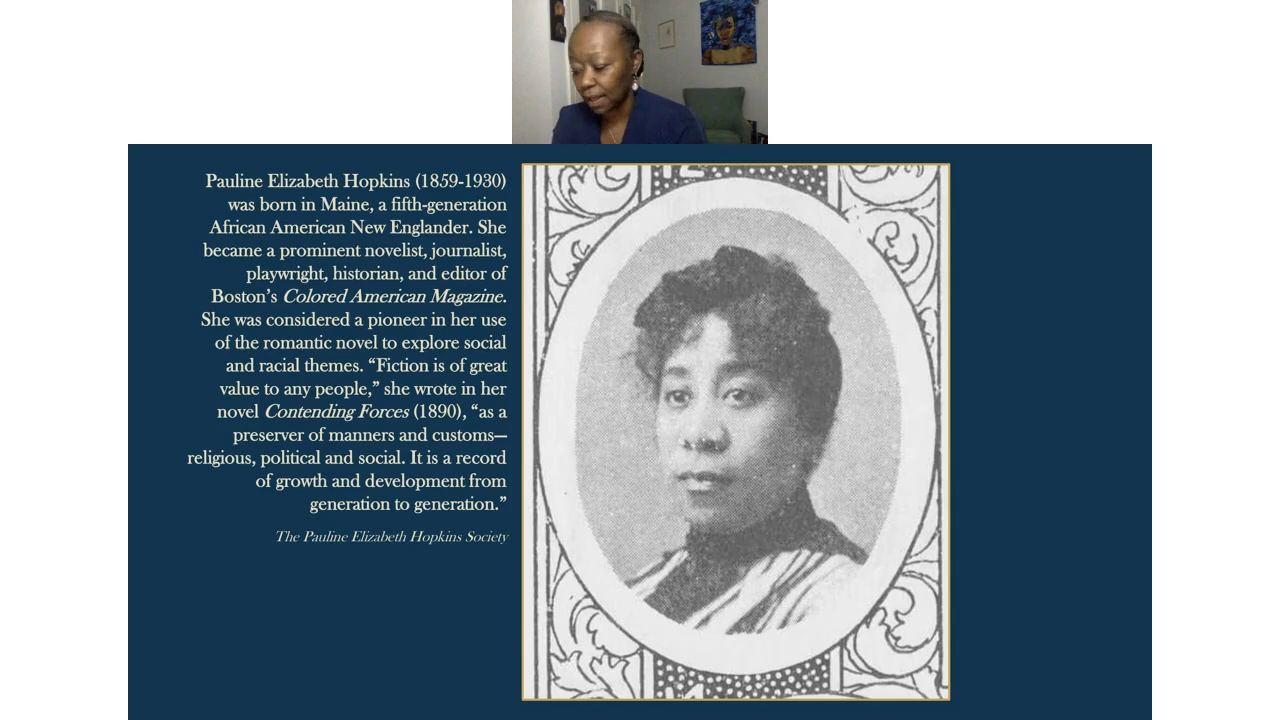 Pauline Elizabeth Hopkins (1859-1930)
was born in Maine, a fifth-generation
African American New Englander. She
became a prominent novelist, journalist,
playwright, historian, and editor of
Boston’s Colored American Magazine.
She was considered a pioneer in her use
of the romantic novel to explore social
and racial themes. “Fiction is of great
value to any people,” she wrote in her
novel Contending Forces (1890), “as a
preserver of manners and customs—
religious, political and social. It is a record
of growth and development from
generation to generation.”
The Pauline Elizabeth Hopkins Society